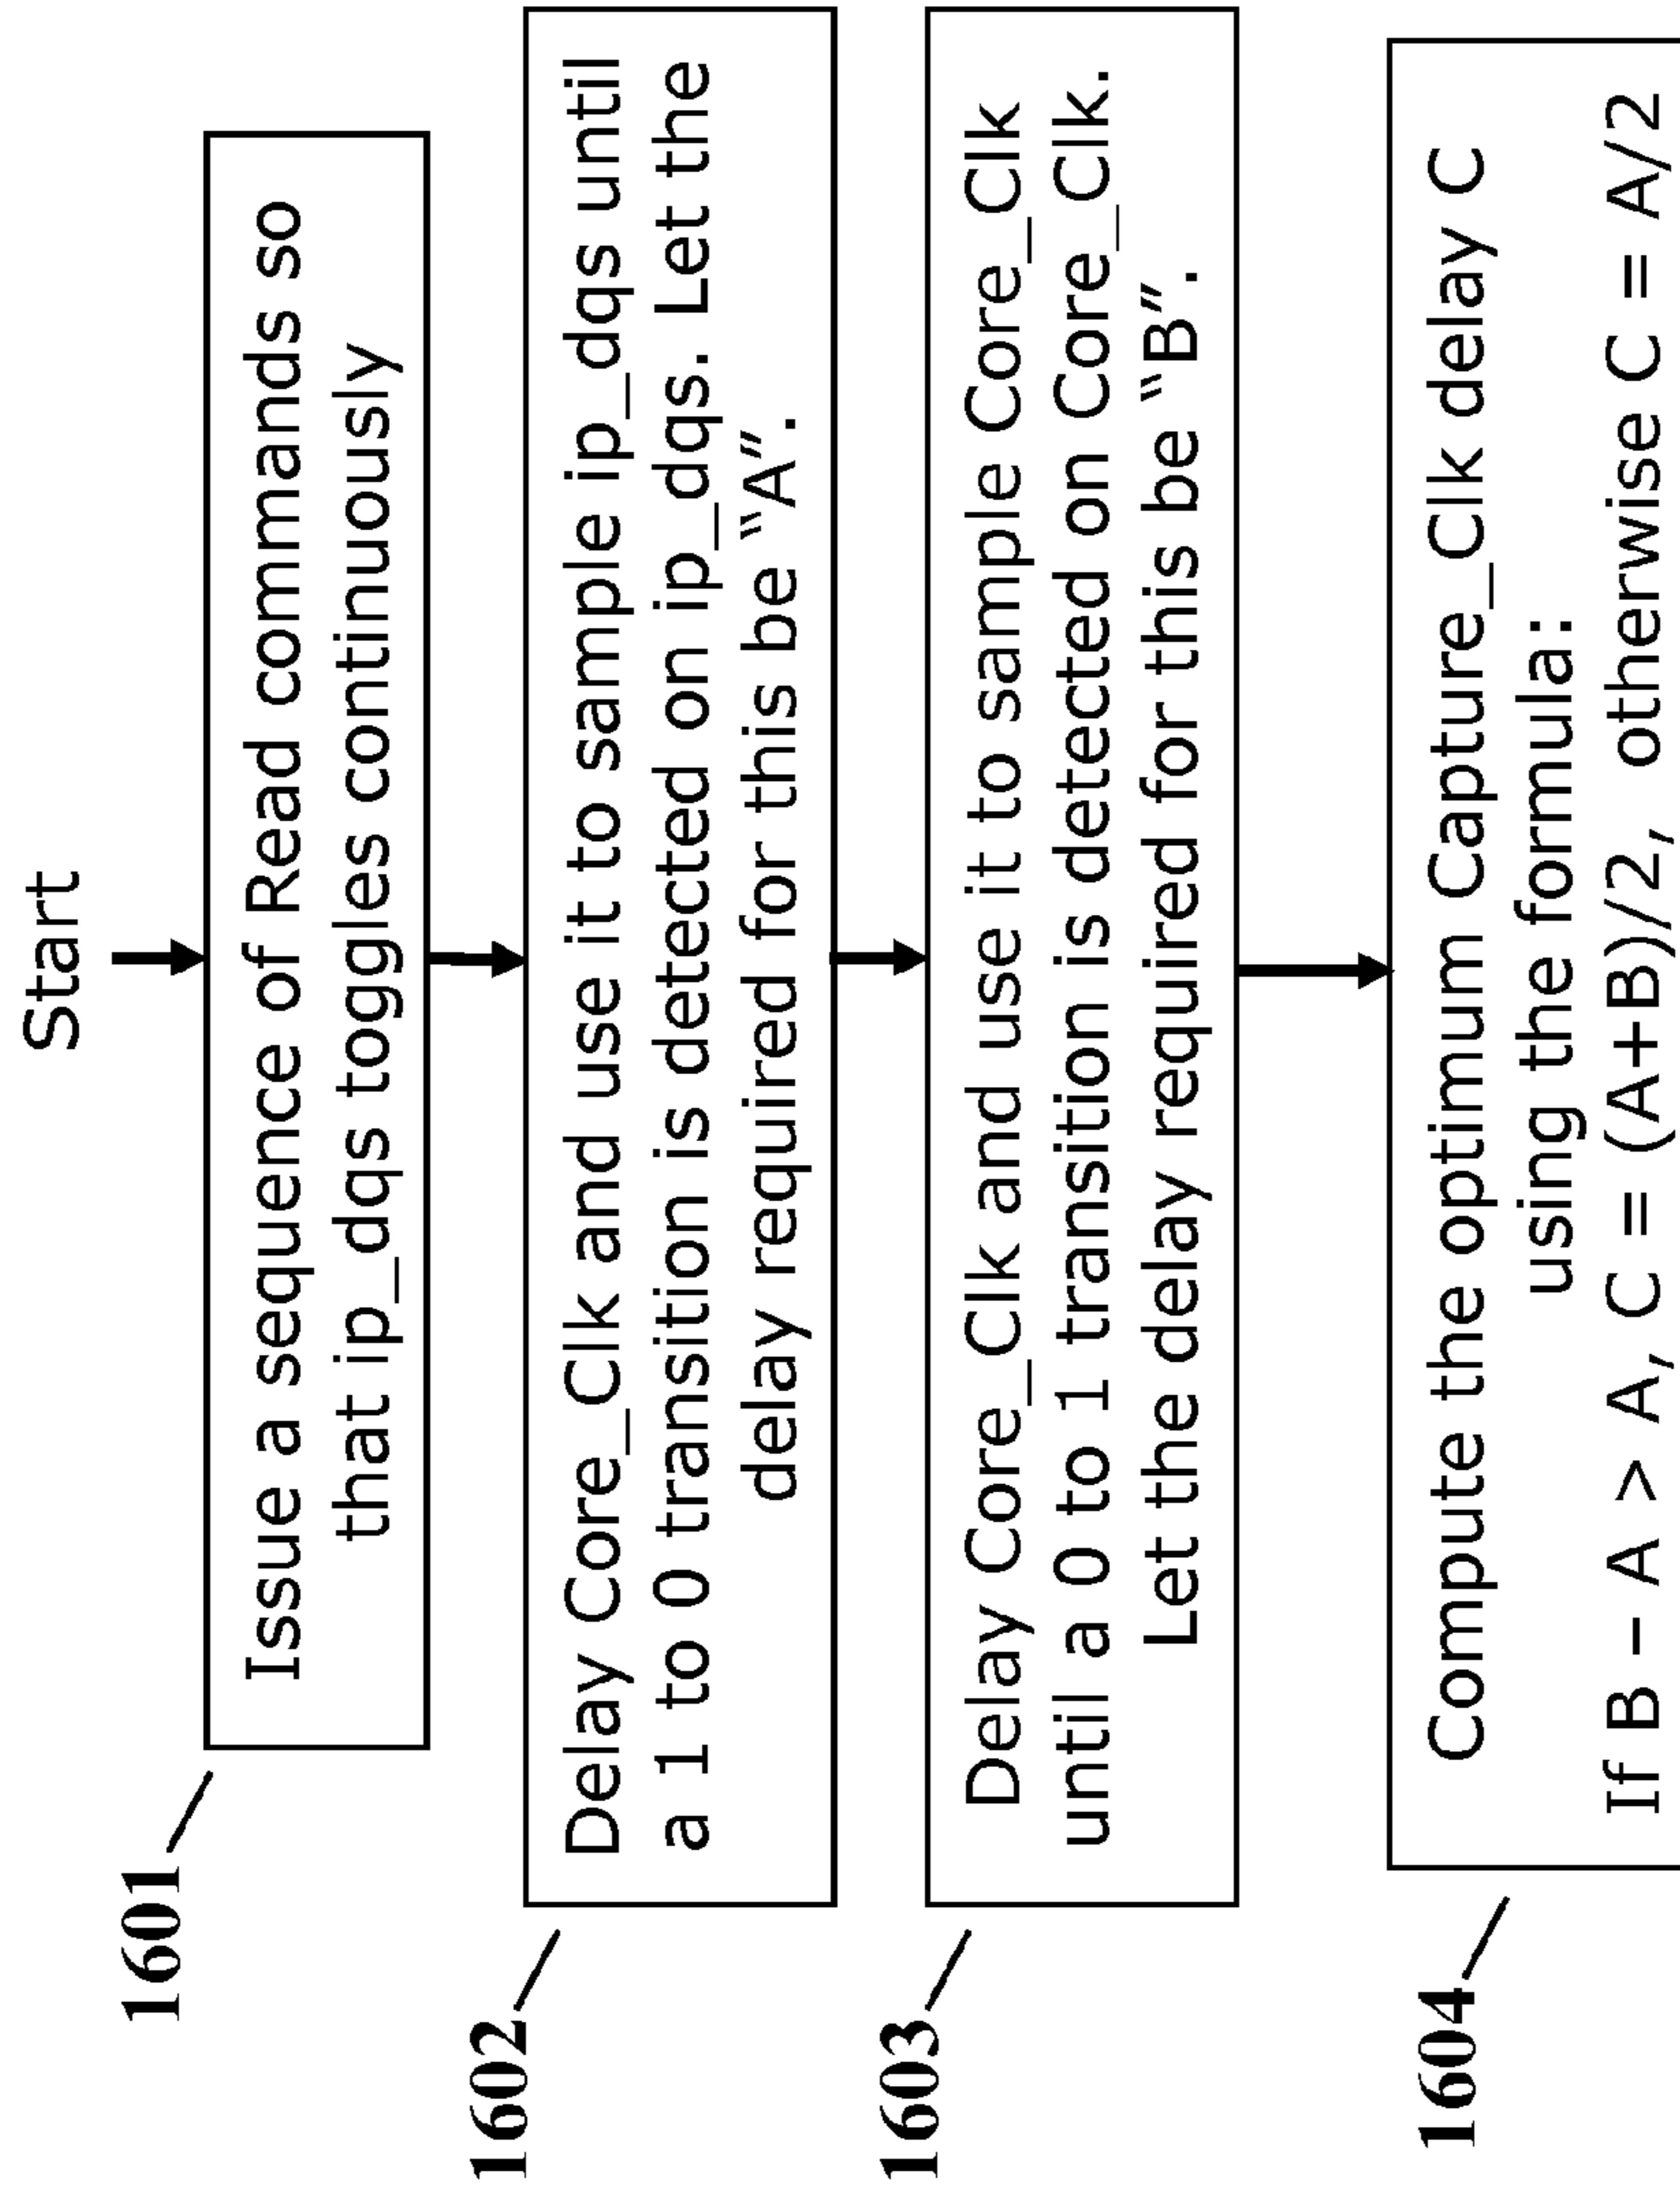 Start
1601
Issue a sequence of Read commands so
that ip_dqs toggles continuously
1602
Delay Core_Clk and use it to sample ip_dqs until
a 1 to 0 transition is detected on ip_dqs. Let the
delay required for this be “A”.
1603
Delay Core_Clk and use it to sample Core_Clk
until a 0 to 1 transition is detected on Core_Clk.
Let the delay required for this be “B”.
1604
Compute the optimum Capture_Clk delay C
using the formula:
If B – A > A, C = (A+B)/2, otherwise C = A/2